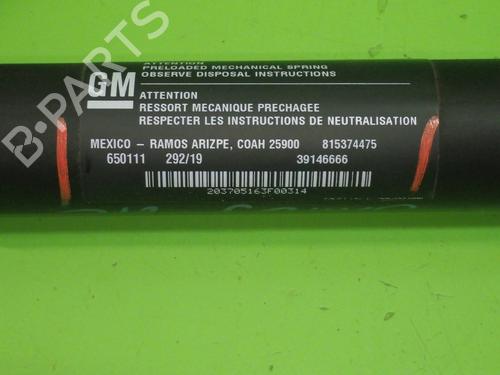 ATTENTION
PRELOADED MECHANICAL SPRING
OBSERVE DISPOSAL INSTRUCTIONS
GM
ATTENTION
RESSORT MECANIQUE PRECHAGEE
RESPECTER LES INSTRUCTIONS DE NEUTRALISATION
MEXICO - RAMOS ARIZPE, COAH 25900 815374475
650111 292/19 39146666
203705163F00314
B-PARTS